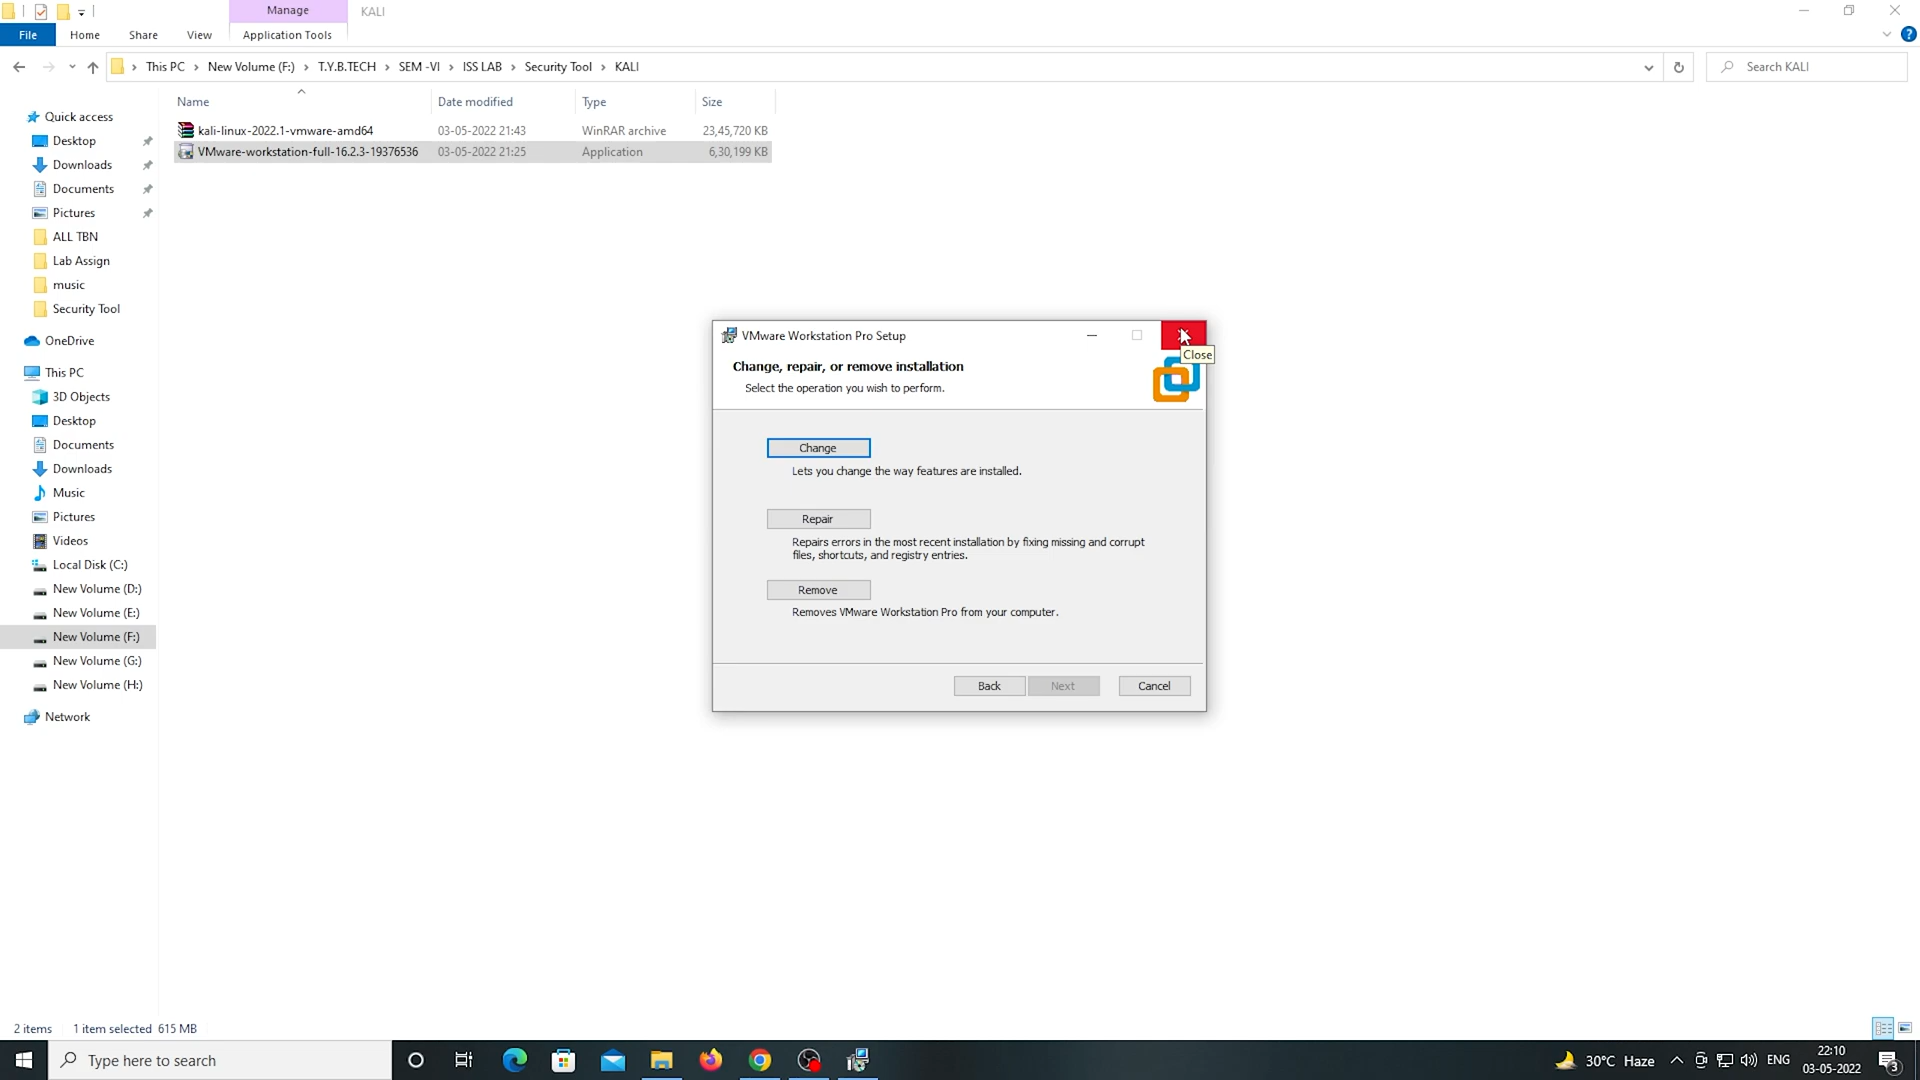 Manage
KALI
File
Home
Share
View
Application Tools
This PC
New Volume (F:)
T.Y.B.TECH
SEM -VI
ISS LAB
Security Tool
KALI
Search KALI
Name
Date modified
Type
Size
kali-linux-2022.1-vmware-amd64
03-05-2022 21:43
WinRAR archive
23,45,720 KB
VMware-workstation-full-16.2.3-19376536
03-05-2022 21:25
Application
6,30,199 KB
Quick access
Desktop
Downloads
Documents
Pictures
ALL TBN
Lab Assign
music
Security Tool
OneDrive
This PC
3D Objects
Desktop
Documents
Downloads
Music
Pictures
Videos
Local Disk (C:)
New Volume (D:)
New Volume (E:)
New Volume (F:)
New Volume (G:)
New Volume (H:)
Network
VMware Workstation Pro Setup
Close
Change, repair, or remove installation
Select the operation you wish to perform.
Change
Lets you change the way features are installed.
Repair
Repairs errors in the most recent installation by fixing missing and corrupt
files, shortcuts, and registry entries.
Remove
Removes VMware Workstation Pro from your computer.
Back
Next
Cancel
2 items
1 item selected 615 MB
Type here to search
30°C Haze
ENG
22:10
03-05-2022
3